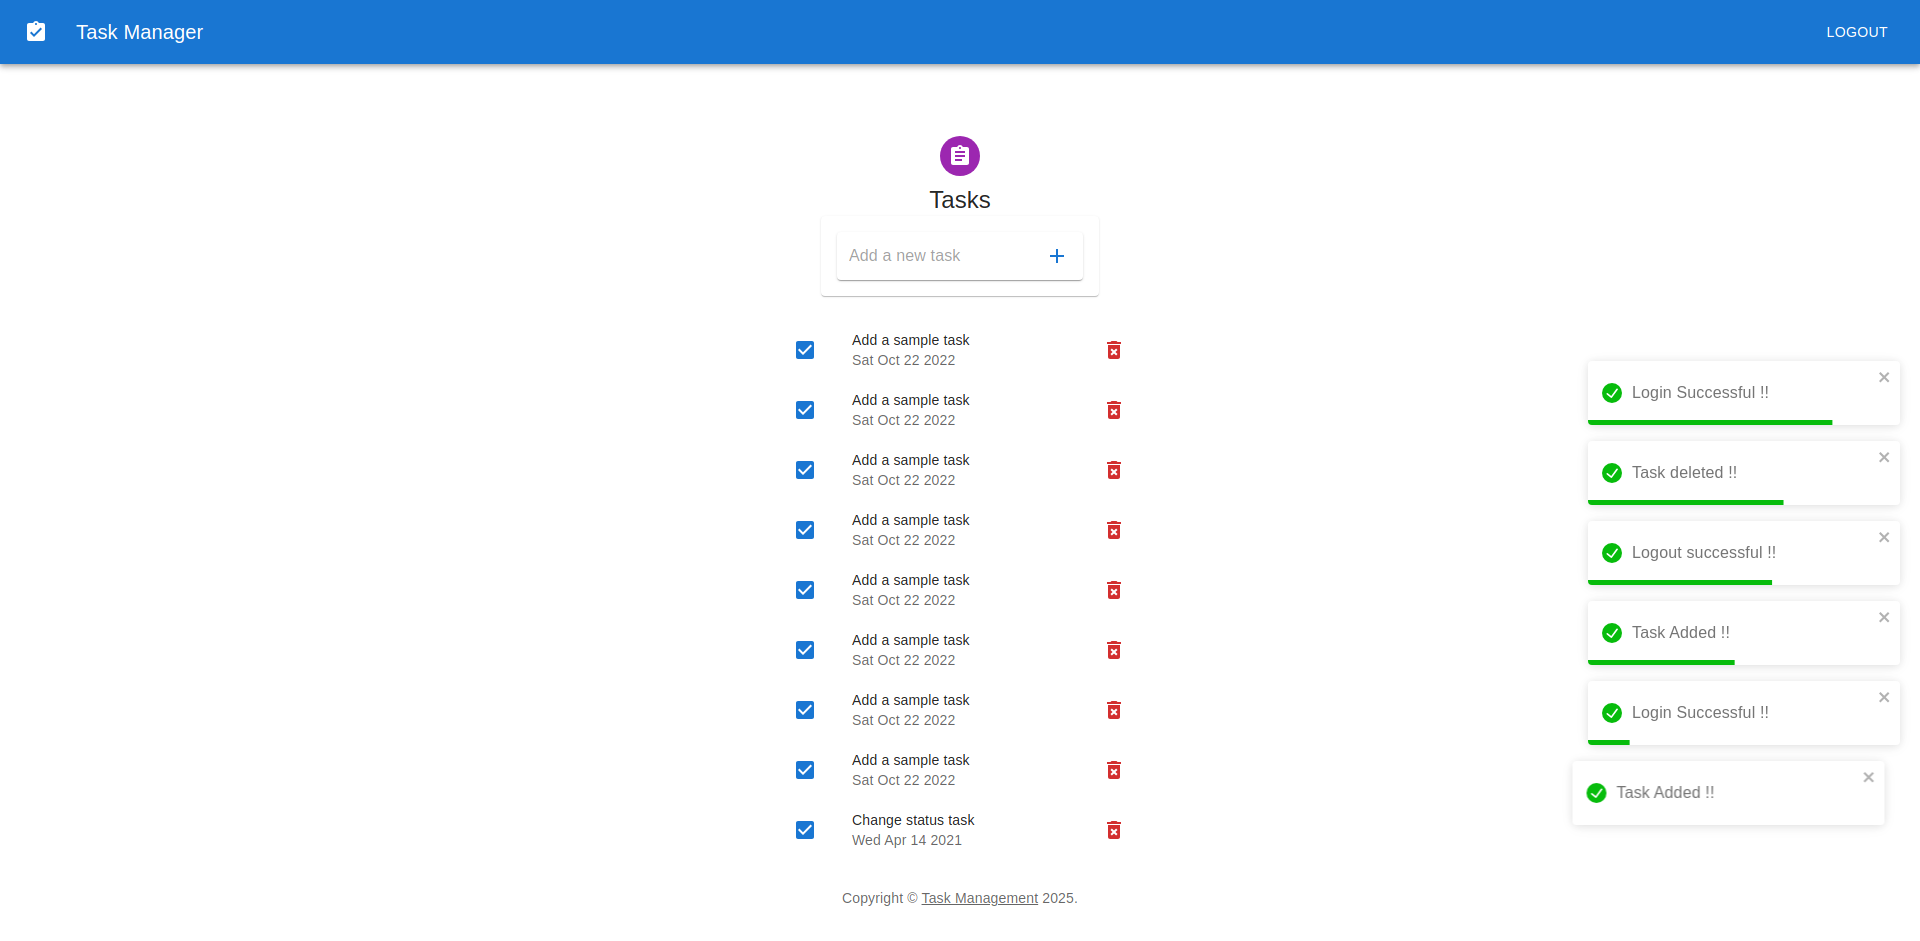 Task Manager
LOGOUT
Tasks
Add a new task
Add a sample task
Sat Oct 22 2022
Add a sample task
Sat Oct 22 2022
Add a sample task
Sat Oct 22 2022
Add a sample task
Sat Oct 22 2022
Add a sample task
Sat Oct 22 2022
Add a sample task
Sat Oct 22 2022
Add a sample task
Sat Oct 22 2022
Add a sample task
Sat Oct 22 2022
Change status task
Wed Apr 14 2021
Copyright © Task Management 2025.
Login Successful !!
Task deleted !!
Logout successful !!
Task Added !!
Login Successful !!
Task Added !!